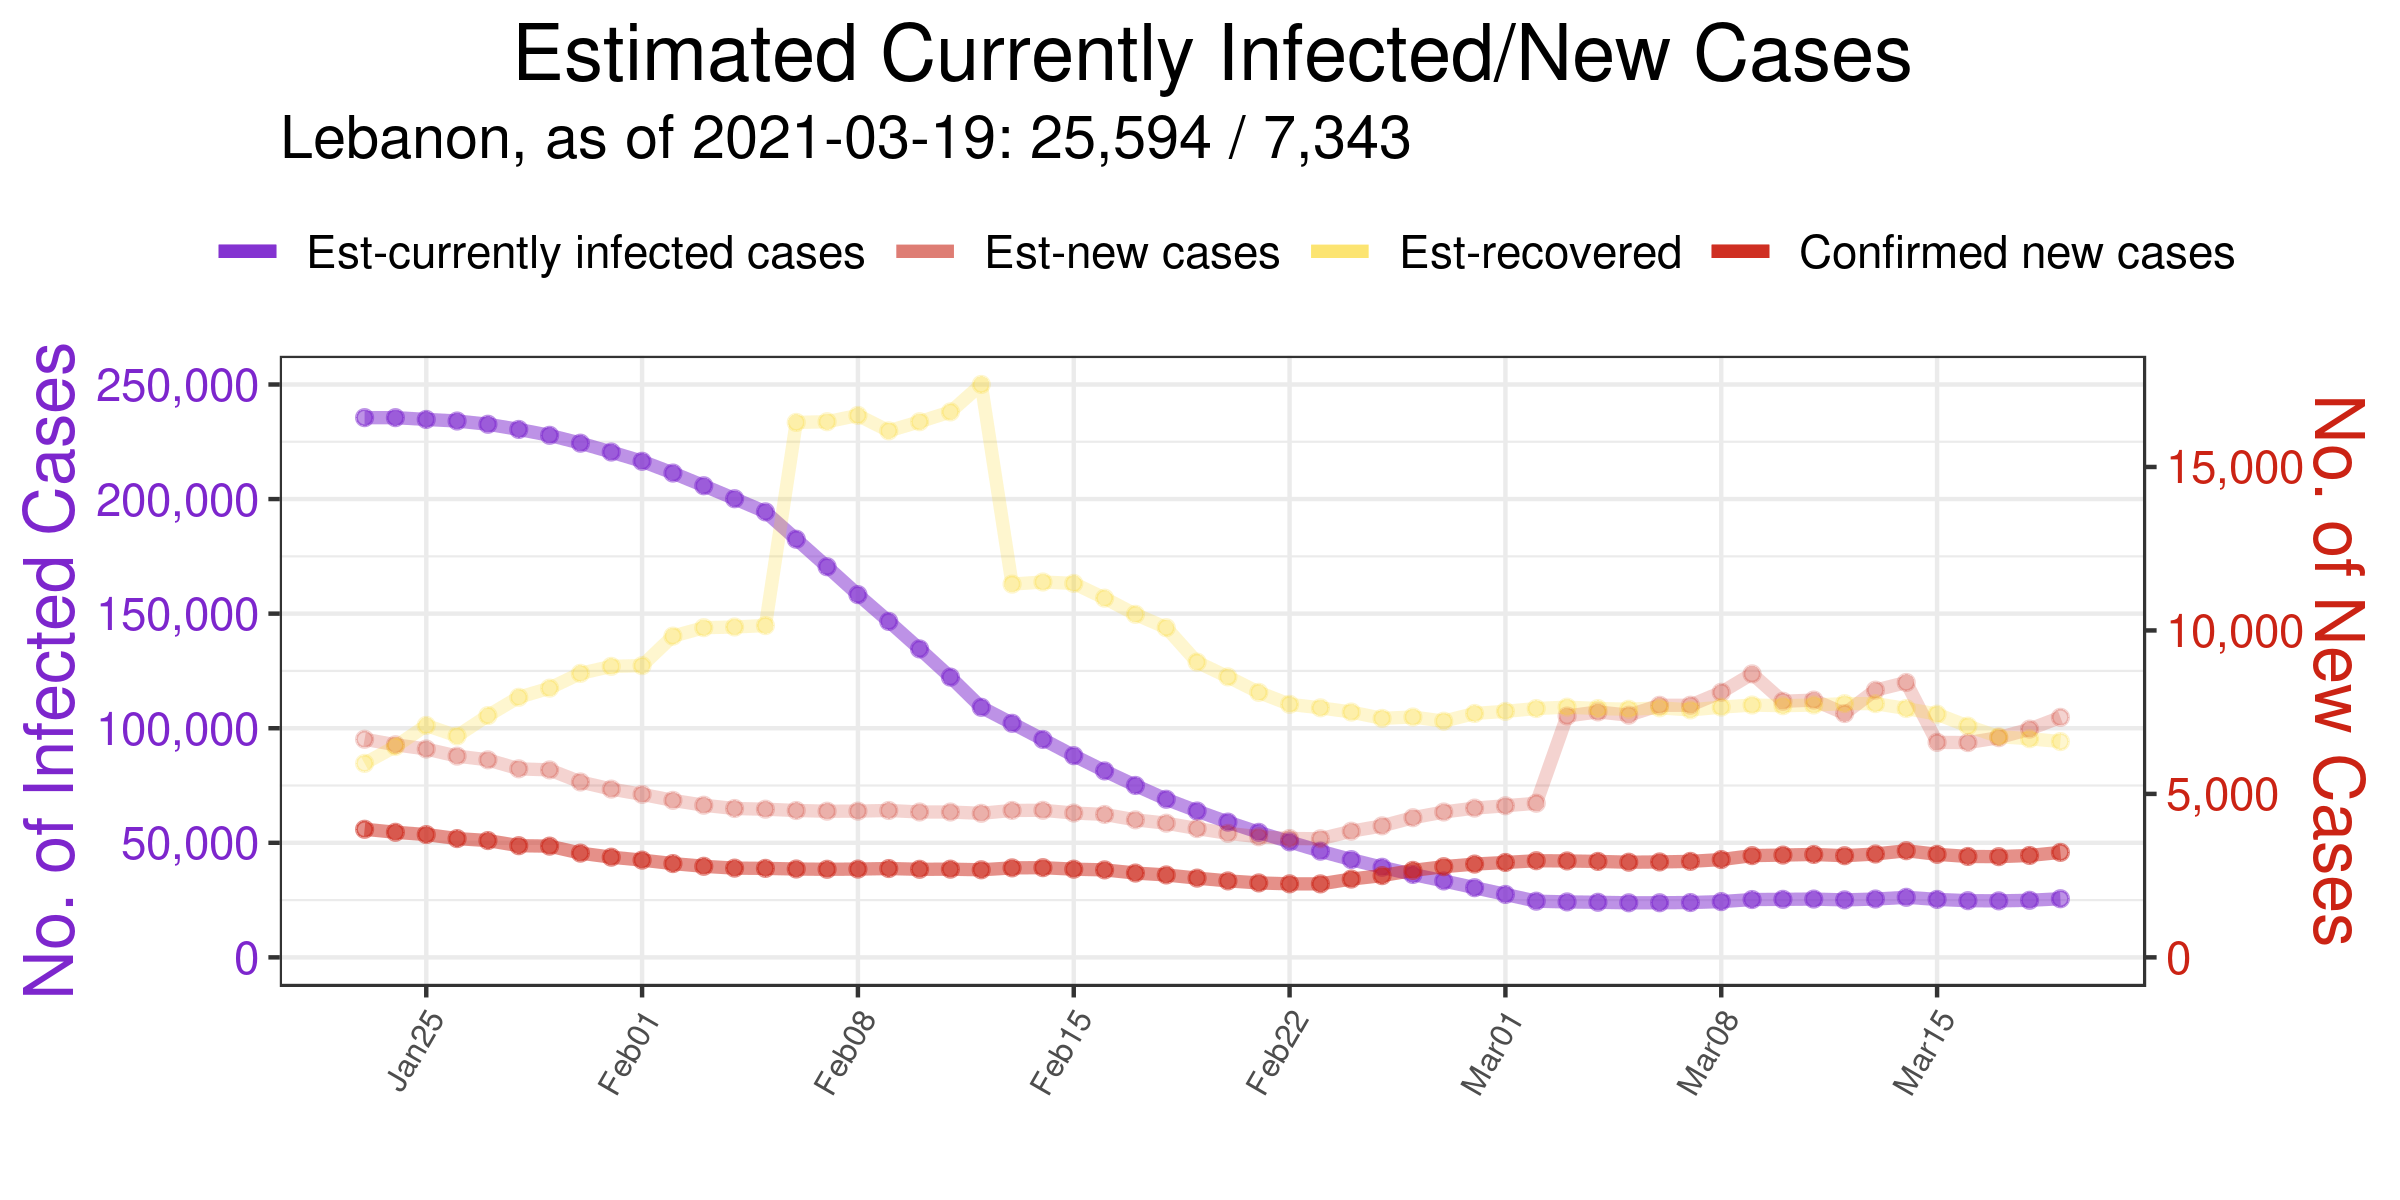 Estimated Currently Infected/New Cases
Lebanon, as of 2021-03-19: 25,594 / 7,343
Est-currently infected cases Est-new cases Est-recovered Confirmed new cases
No. of Infected Cases
250,000
200,000
150,000
100,000
50,000
0
15,000
10,000
5,000
0
No. of New Cases
Jan25 Feb01 Feb08 Feb15 Feb22 Mar01 Mar08 Mar15